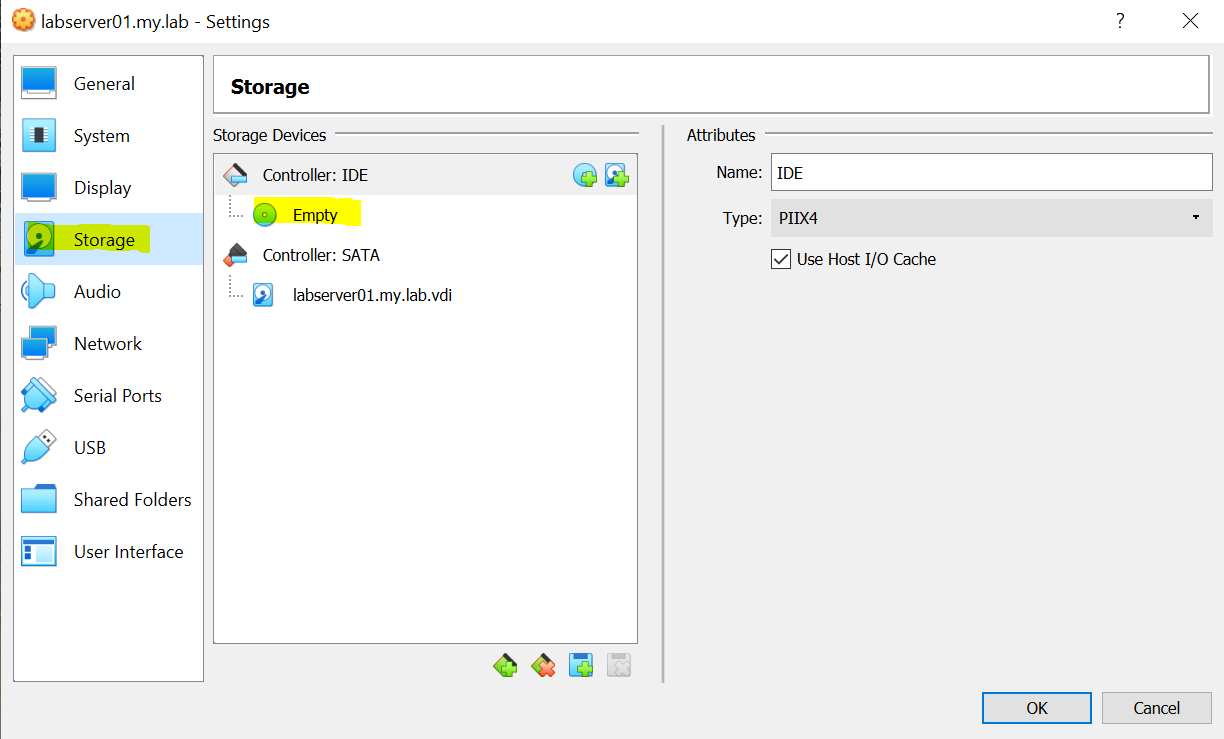 labserver01.my.lab - Settings
?
General
System
Display
Storage
Audio
Network
Serial Ports
USB
Shared Folders
User Interface
Storage
Storage Devices
Controller: IDE
Empty
Controller: SATA
labserver01.my.lab.vdi
Attributes
Name: IDE
Type: PIIX4
Use Host I/O Cache
OK
Cancel